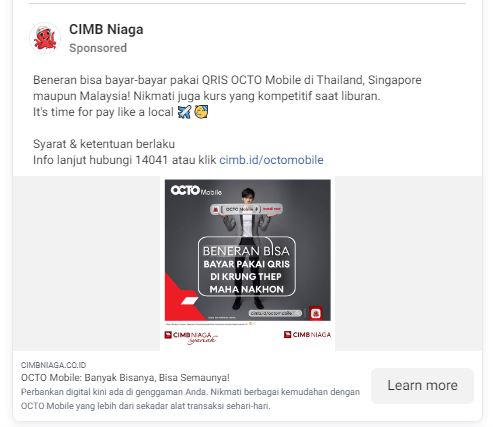 CIMB Niaga
Sponsored
Beneran bisa bayar-bayar pakai QRIS OCTO Mobile di Thailand, Singapore
maupun Malaysia! Nikmati juga kurs yang kompetitif saat liburan.
It's time for pay like a local ✈️🥳
Syarat & ketentuan berlaku
Info lanjut hubungi 14041 atau klik cimb.id/octomobile
OCTO Mobile
OCTO Mobile
BENERAN BISA
BAYAR PAKAI QRIS
DI KRUNG THEP
MAHA NAKHON
cimb.id/octomobile
CIMB NIAGA CIMB NIAGA
syariah
CIMBNIAGA.CO.ID
OCTO Mobile: Banyak Bisanya, Bisa Semaunya!
Perbankan digital kini ada di genggaman Anda. Nikmati berbagai kemudahan dengan
OCTO Mobile yang lebih dari sekadar alat transaksi sehari-hari.
Learn more